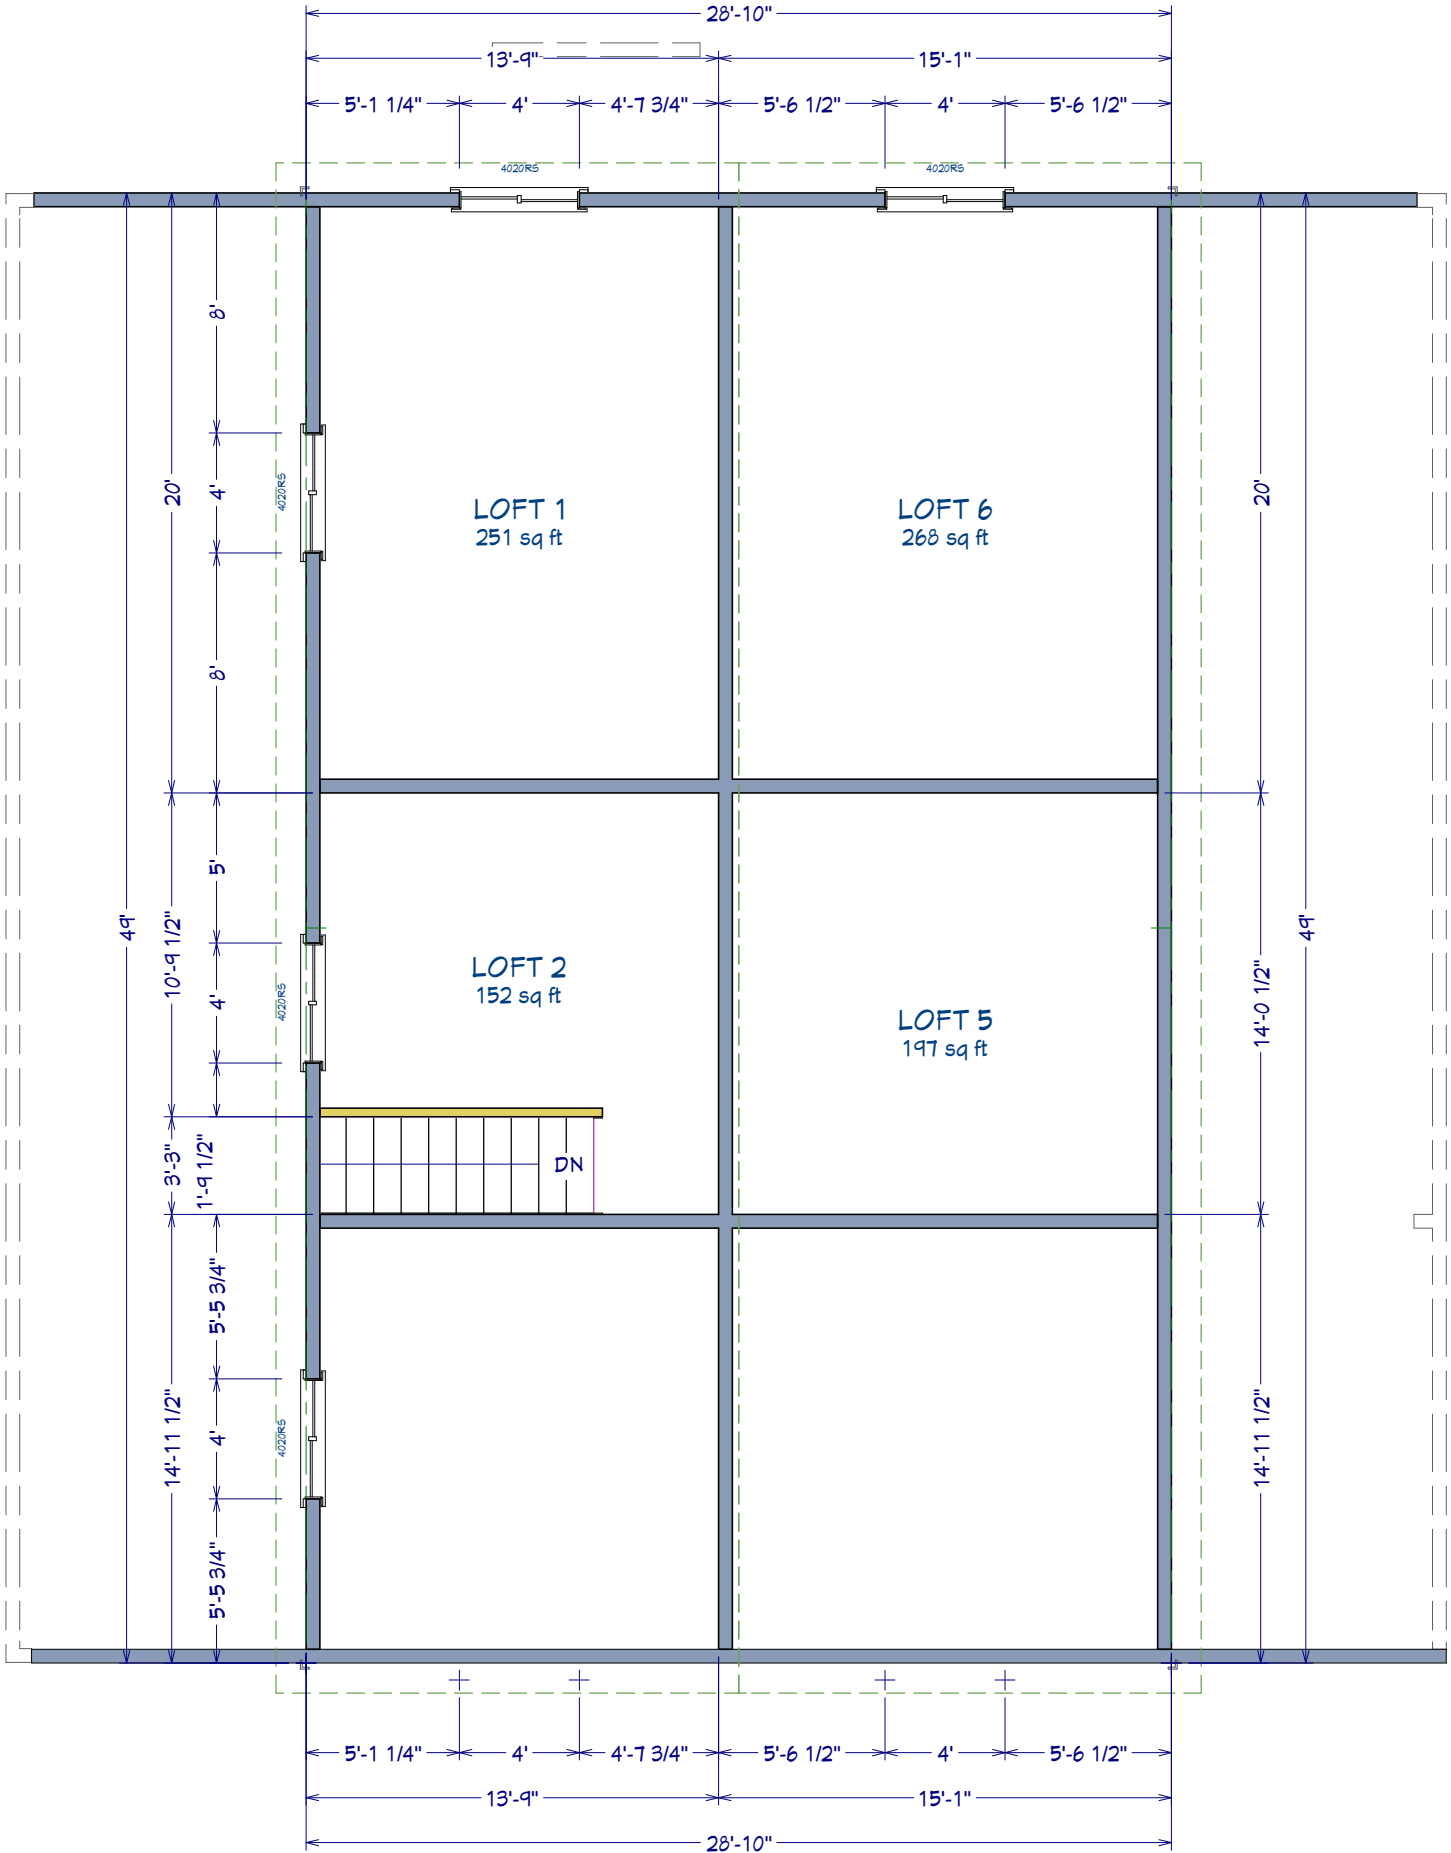 28'-10"
13'-9" 15'-1"
5'-1 1/4" 4' 4'-7 3/4" 5'-6 1/2" 4' 5'-6 1/2"
4020RS 4020RS
8'
20' 4' 20'
4020RS
LOFT 1 LOFT 6
251 sq ft 268 sq ft
8'
5'
49' 10'-9 1/2" 49'
LOFT 2
152 sq ft
4' 14'-0 1/2"
4020RS
LOFT 5
197 sq ft
3'-3" 1'-9 1/2" DN
5'-5 3/4"
14'-11 1/2" 4' 14'-11 1/2"
4020RS
5'-5 3/4"
5'-1 1/4" 4' 4'-7 3/4" 5'-6 1/2" 4' 5'-6 1/2"
13'-9" 15'-1"
28'-10"